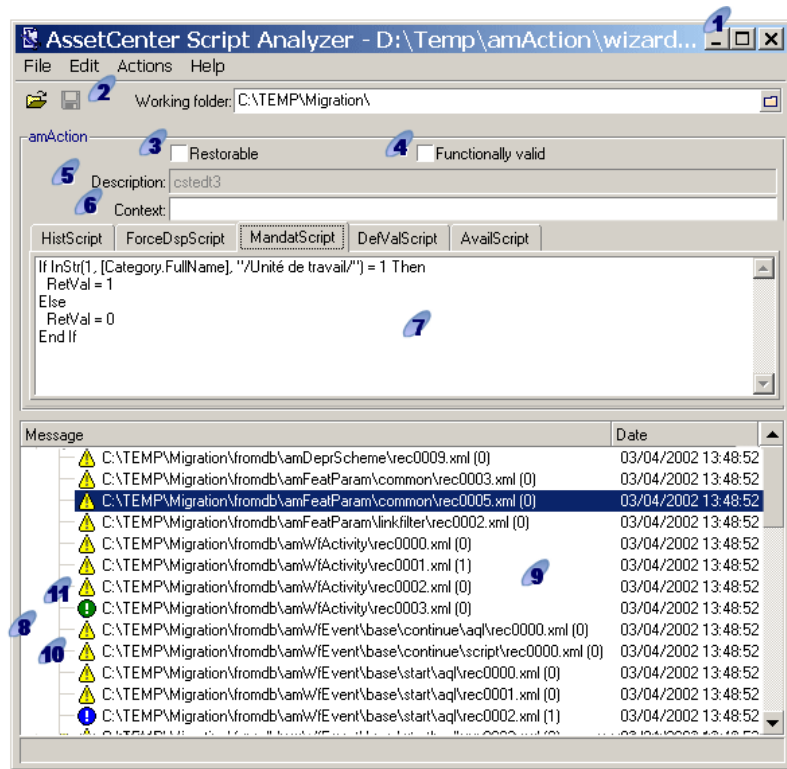 AssetCenter Script Analyzer - D:\Temp\amAction\wizard...
1
File Edit Actions Help
2
Working folder: C:\TEMP\Migration\
amAction
3 Restorable
4 Functionally valid
5 Description: cstedt3
6 Context:
HistScript ForceDspScript MandatScript DefValScript AvailScript
If InStr(1, [Category.FullName], "/Unité de travail/") = 1 Then
RetVal = 1
Else
RetVal = 0
End If
7
Message Date
C:\TEMP\Migration\fromdb\amDeprScheme\rec0009.xml (0) 03/04/2002 13:48:52
C:\TEMP\Migration\fromdb\amFeatParam\common\rec0003.xml (0) 03/04/2002 13:48:52
C:\TEMP\Migration\fromdb\amFeatParam\common\rec0005.xml (0) 03/04/2002 13:48:52
C:\TEMP\Migration\fromdb\amFeatParam\linkfilter\rec0002.xml (0) 03/04/2002 13:48:52
C:\TEMP\Migration\fromdb\amWfActivity\rec0000.xml (0) 03/04/2002 13:48:52
C:\TEMP\Migration\fromdb\amWfActivity\rec0001.xml (1) 03/04/2002 13:48:52
9
11 C:\TEMP\Migration\fromdb\amWfActivity\rec0002.xml (0) 03/04/2002 13:48:52
C:\TEMP\Migration\fromdb\amWfActivity\rec0003.xml (0) 03/04/2002 13:48:52
8 C:\TEMP\Migration\fromdb\amWfEvent\base\continue\aql\rec0000.xml (0) 03/04/2002 13:48:52
10 C:\TEMP\Migration\fromdb\amWfEvent\base\continue\script\rec0000.xml (0) 03/04/2002 13:48:52
C:\TEMP\Migration\fromdb\amWfEvent\base\start\aql\rec0000.xml (0) 03/04/2002 13:48:52
C:\TEMP\Migration\fromdb\amWfEvent\base\start\aql\rec0001.xml (0) 03/04/2002 13:48:52
C:\TEMP\Migration\fromdb\amWfEvent\base\start\aql\rec0002.xml (1) 03/04/2002 13:48:52